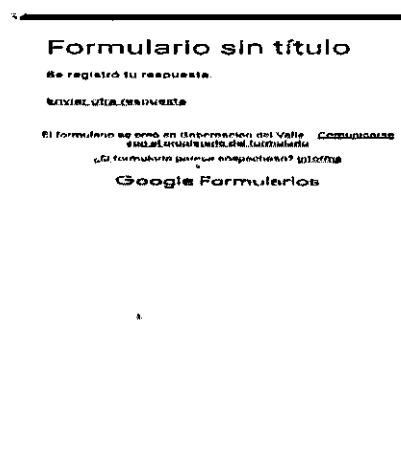 Formulario sin título
Se registró tu respuesta.
Enviar otra respuesta
El formulario se creó en Gobernación del Valle. Comunicarse
con el propietario del formulario
¿El formulario parece sospechoso? Informe
Google Formularios